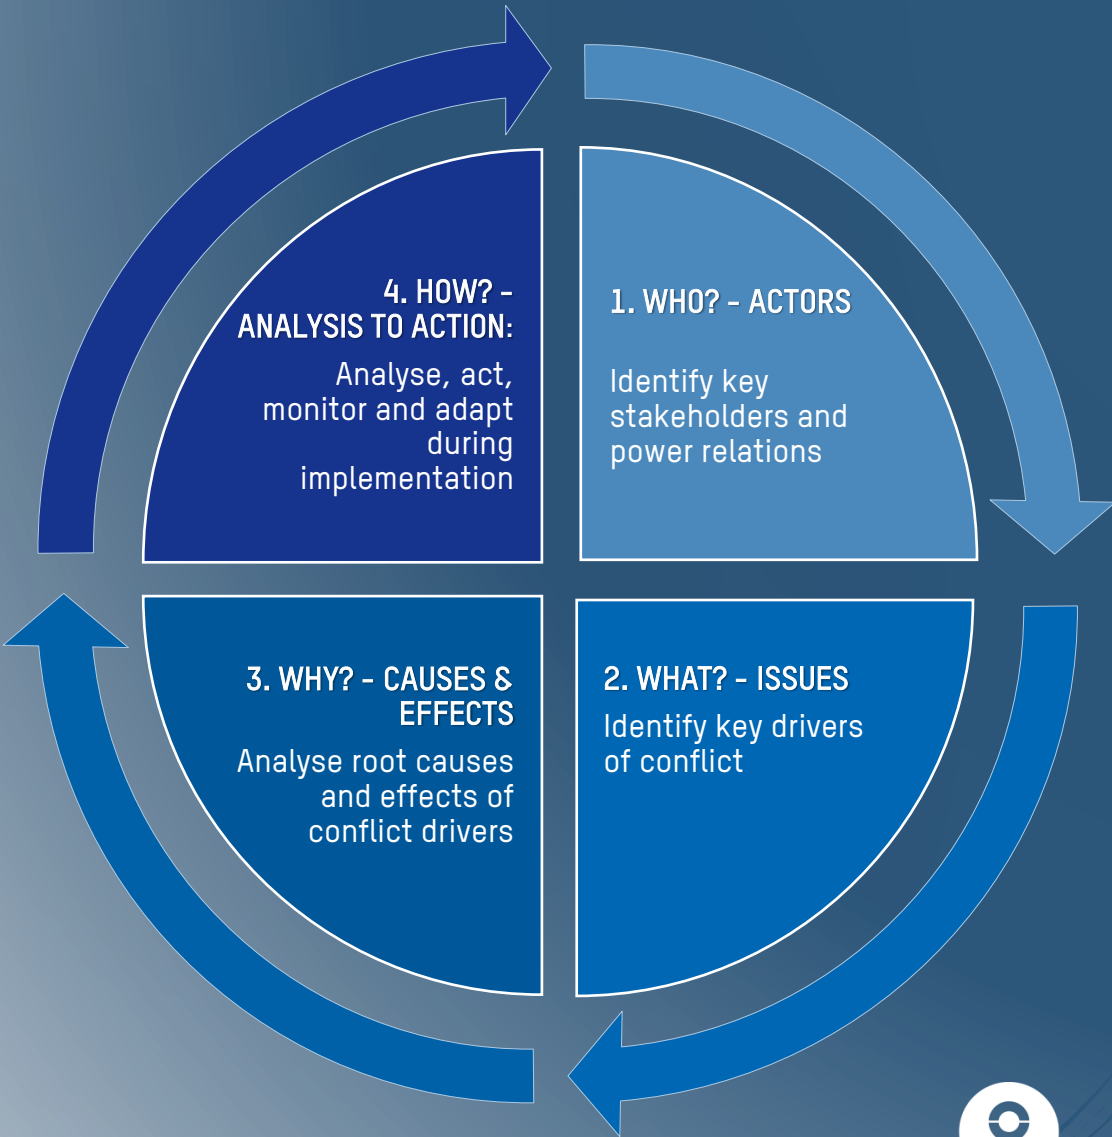 1. WHO? - ACTORS
Identify key
stakeholders and
power relations
2. WHAT? - ISSUES
Identify key drivers
of conflict
3. WHY? - CAUSES &
EFFECTS
Analyse root causes
and effects of
conflict drivers
4. HOW? -
ANALYSIS TO ACTION:
Analyse, act,
monitor and adapt
during
implementation